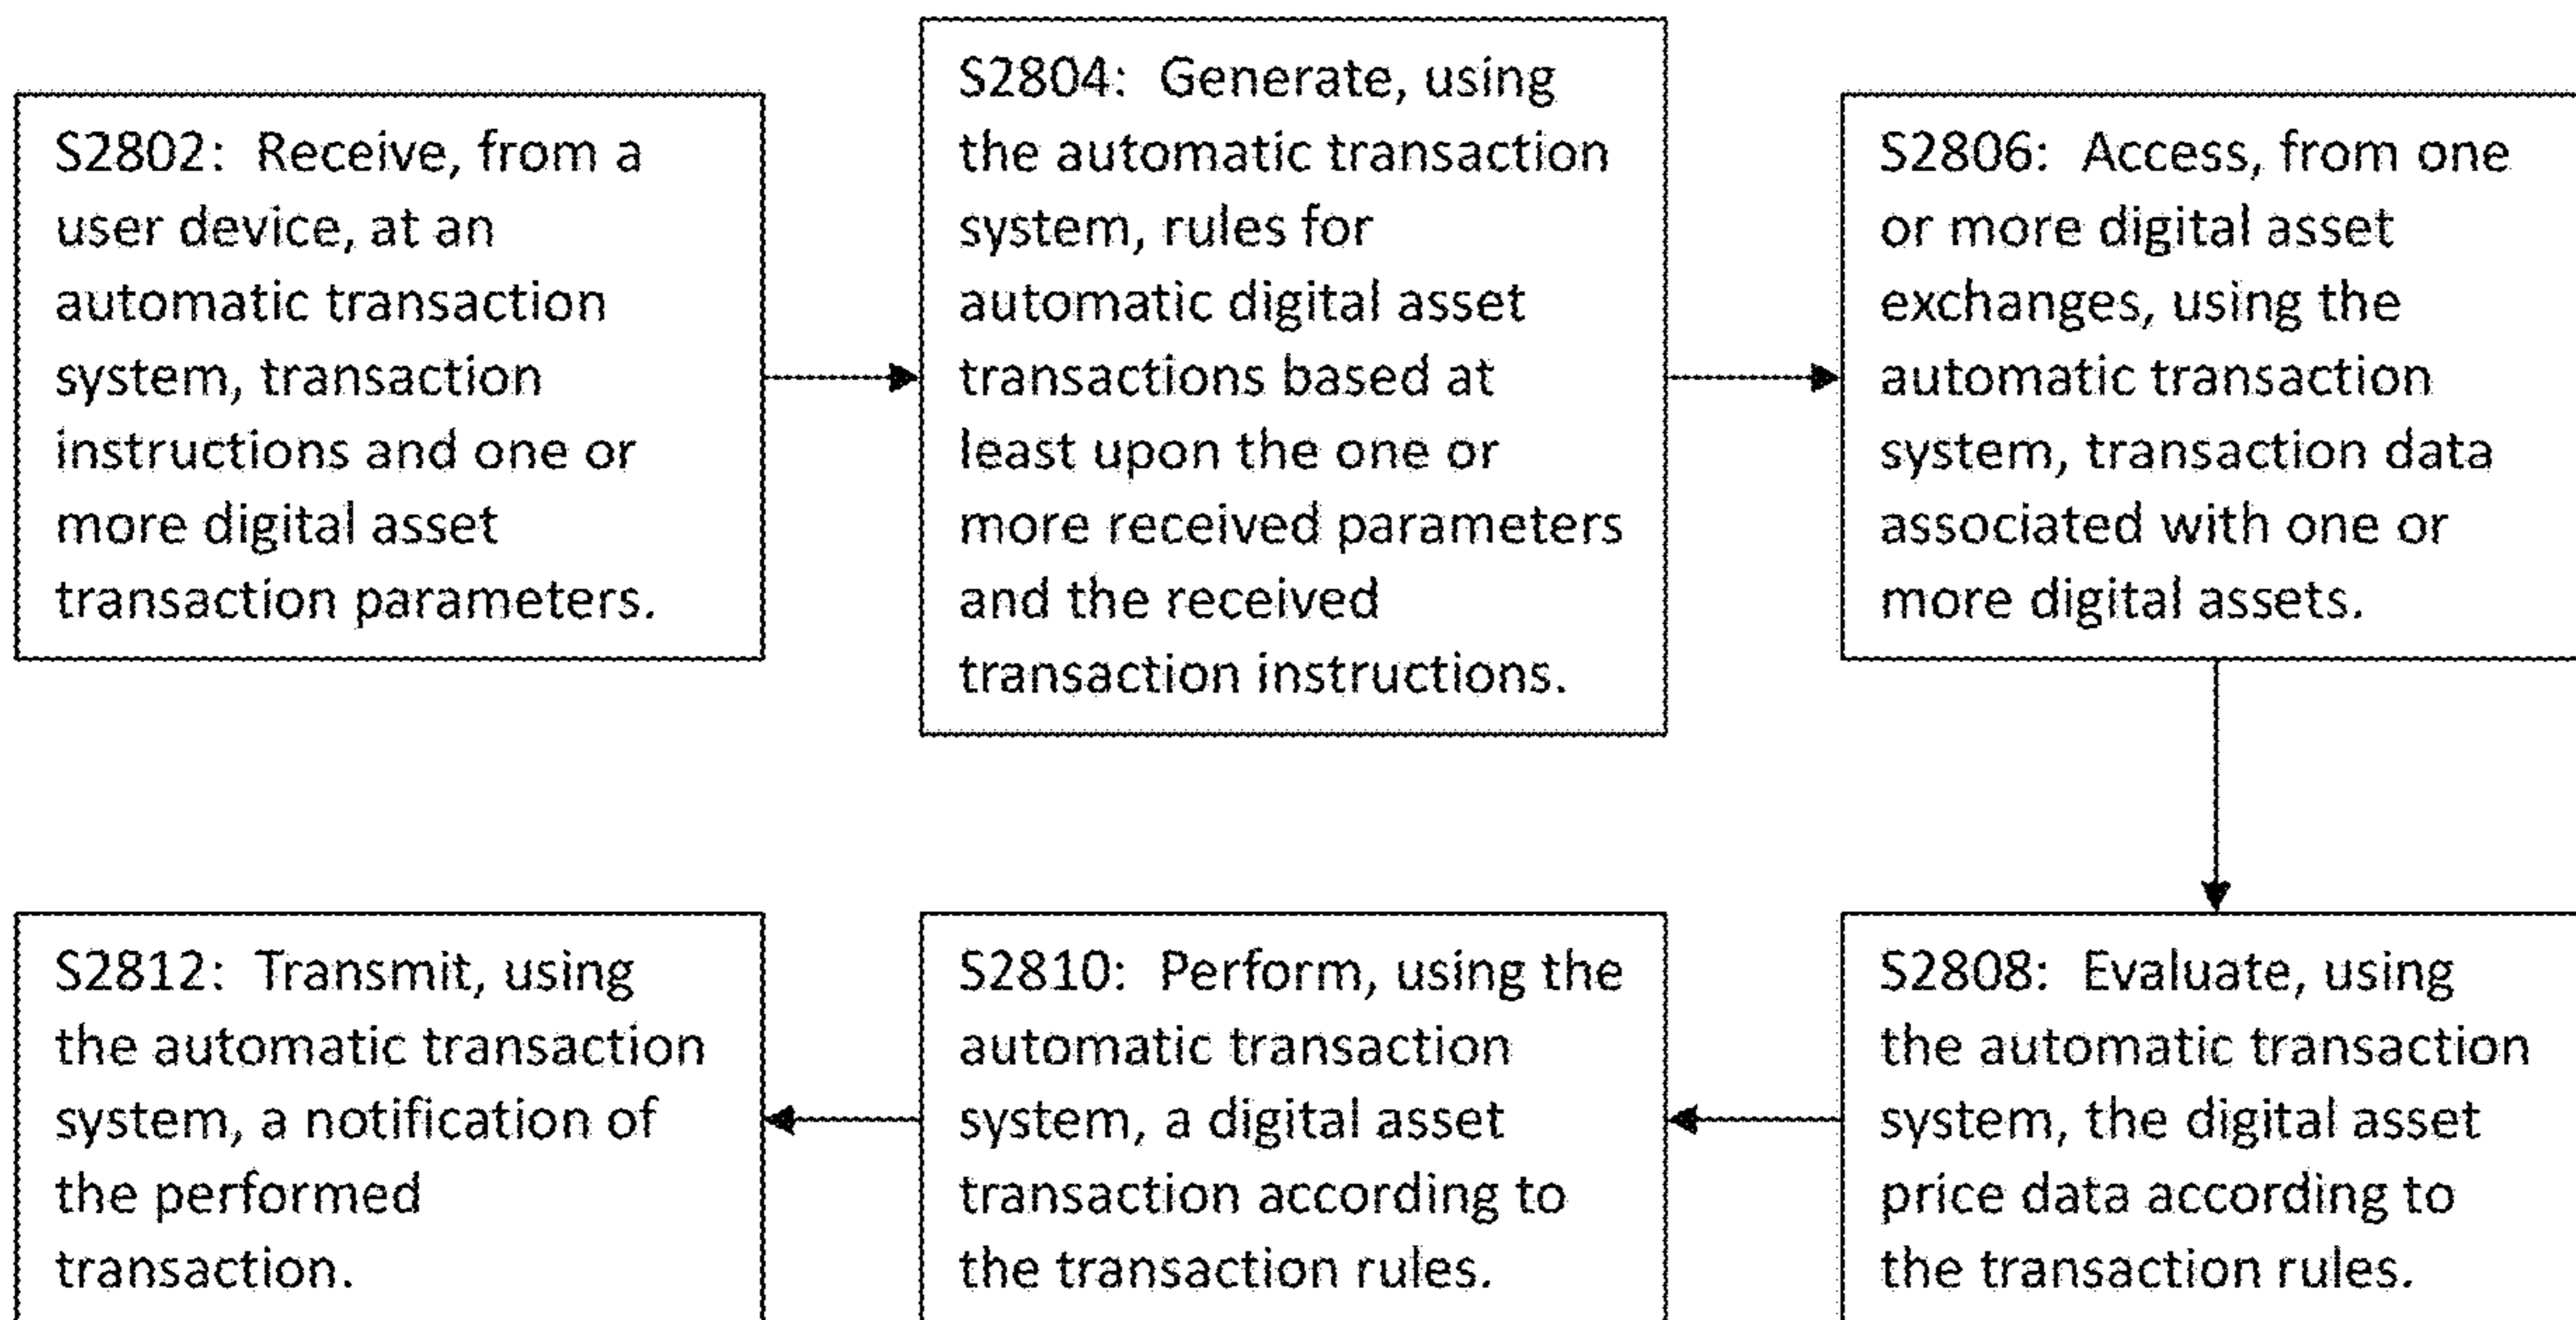 S2802: Receive, from a
user device, at an
automatic transaction
system, transaction
instructions and one or
more digital asset
transaction parameters.
S2804: Generate, using
the automatic transaction
system, rules for
automatic digital asset
transactions based at
least upon the one or
more received parameters
and the received
transaction instructions.
S2806: Access, from one
or more digital asset
exchanges, using the
automatic transaction
system, transaction data
associated with one or
more digital assets.
S2808: Evaluate, using
the automatic transaction
system, the digital asset
price data according to
the transaction rules.
S2810: Perform, using the
automatic transaction
system, a digital asset
transaction according to
the transaction rules.
S2812: Transmit, using
the automatic transaction
system, a notification of
the performed
transaction.